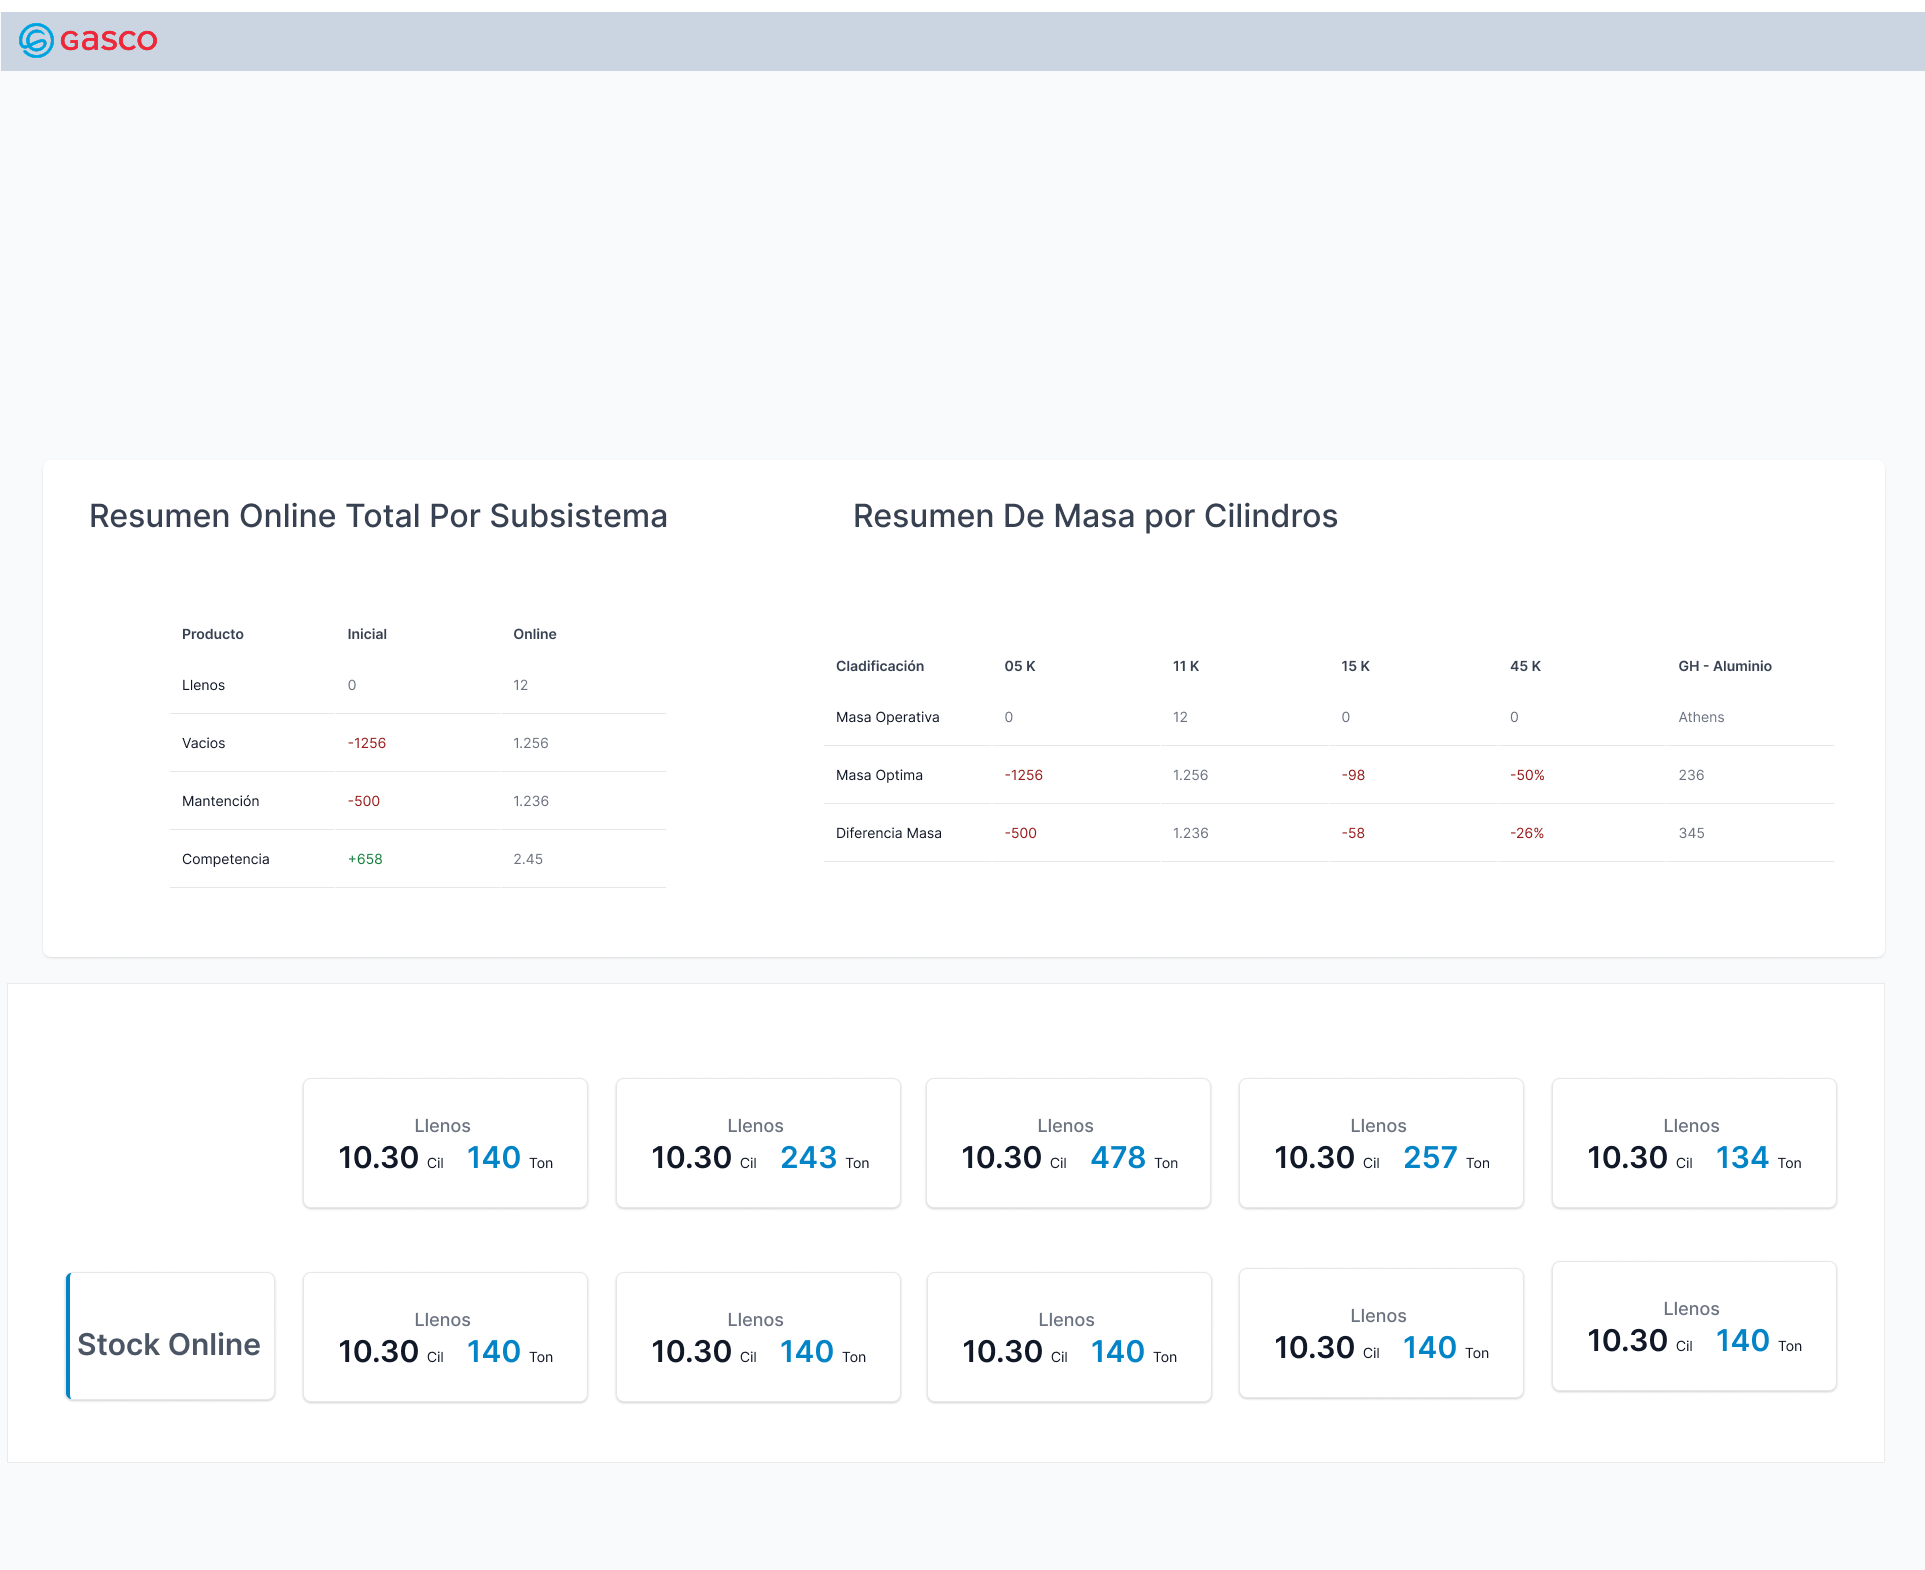 GASCO
Resumen Online Total Por Subsistema
Producto Inicial Online
Llenos 0 12
Vacios -1256 1.256
Mantención -500 1.236
Competencia +658 2.45
Resumen De Masa por Cilindros
Cladificación 05 K 11 K 15 K 45 K GH - Aluminio
Masa Operativa 0 12 0 0 Athens
Masa Optima -1256 1.256 -98 -50% 236
Diferencia Masa -500 1.236 -58 -26% 345
Llenos
10.30 Cil 140 Ton
Llenos
10.30 Cil 243 Ton
Llenos
10.30 Cil 478 Ton
Llenos
10.30 Cil 257 Ton
Llenos
10.30 Cil 134 Ton
Stock Online
Llenos
10.30 Cil 140 Ton
Llenos
10.30 Cil 140 Ton
Llenos
10.30 Cil 140 Ton
Llenos
10.30 Cil 140 Ton
Llenos
10.30 Cil 140 Ton